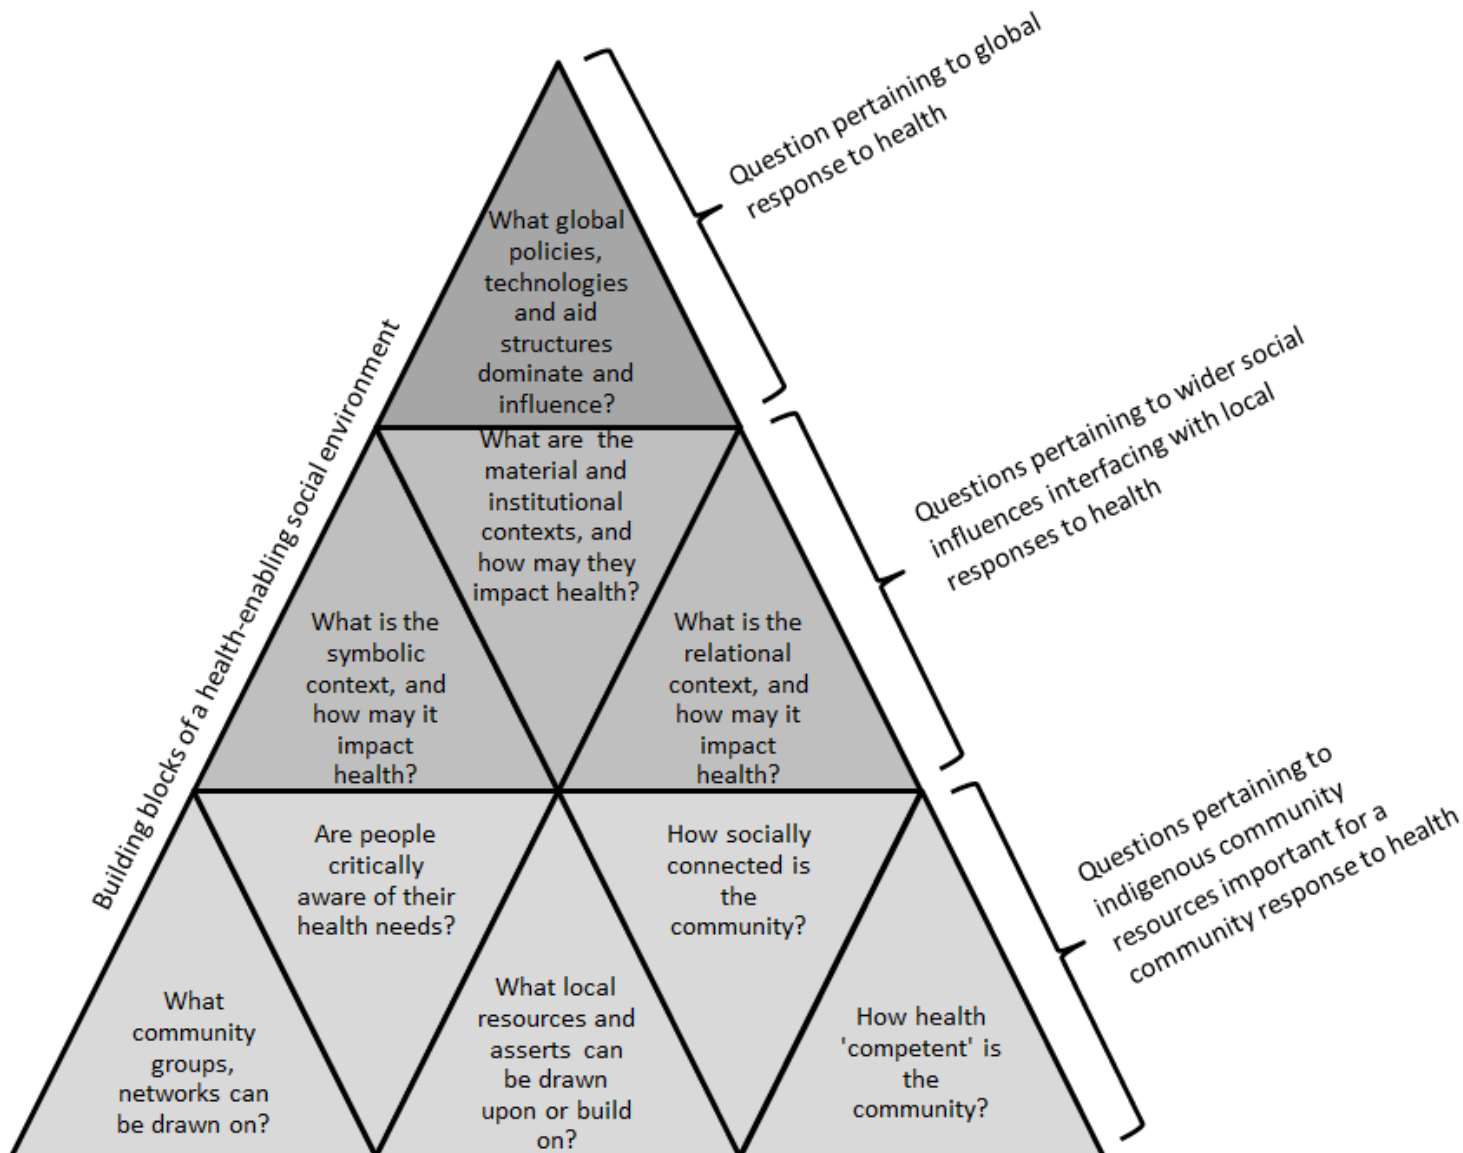 Question pertaining to global
response to health
What global
policies,
technologies
and aid
structures
dominate and
influence?
Building blocks of a health-enabling social environment
Questions pertaining to wider social
influences interfacing with local
responses to health
What are the
material and
institutional
contexts, and
how may they
impact health?
What is the
symbolic
context, and
how may it
impact
health?
What is the
relational
context, and
how may it
impact
health?
Questions pertaining to
indigenous community
resources important for a
community response to health
Are people
critically
aware of their
health needs?
How socially
connected is
the
community?
What
community
groups,
networks can
be drawn on?
What local
resources and
asserts can
be drawn
upon or build
on?
How health
'competent' is
the
community?